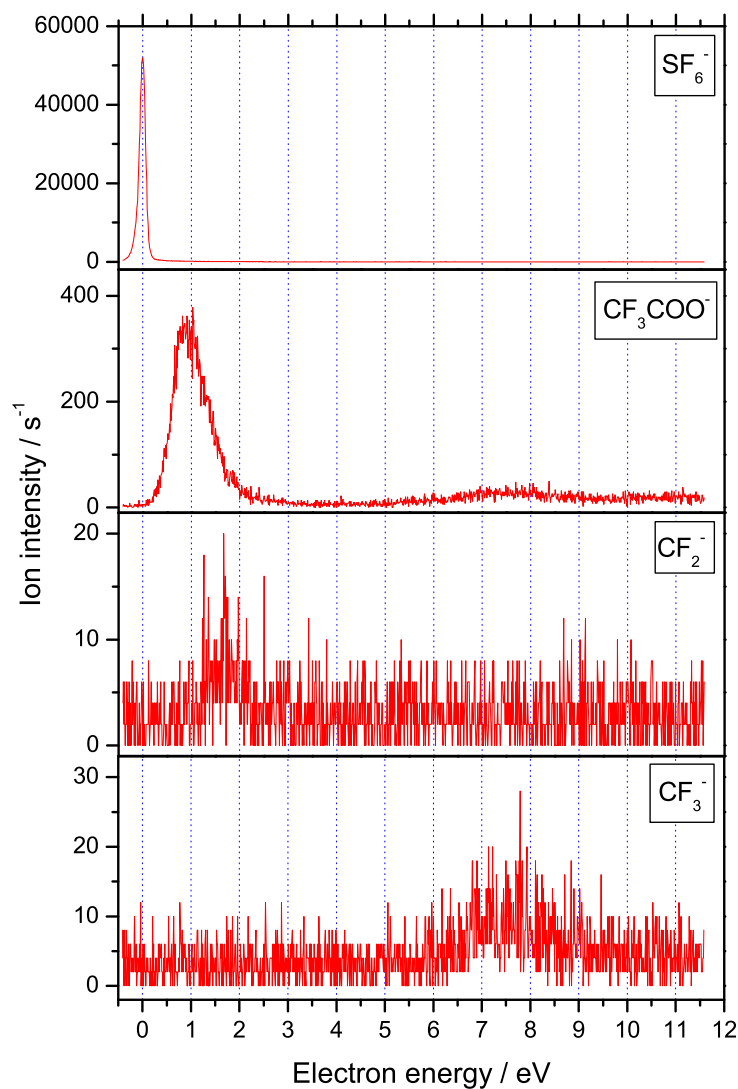 60000
SF6-
40000
20000
0
400
CF3COO-
200
0
20
CF2-
10
0
30
CF3-
20
10
0
0 1 2 3 4 5 6 7 8 9 10 11 12
Electron energy / eV
Ion intensity / s-1